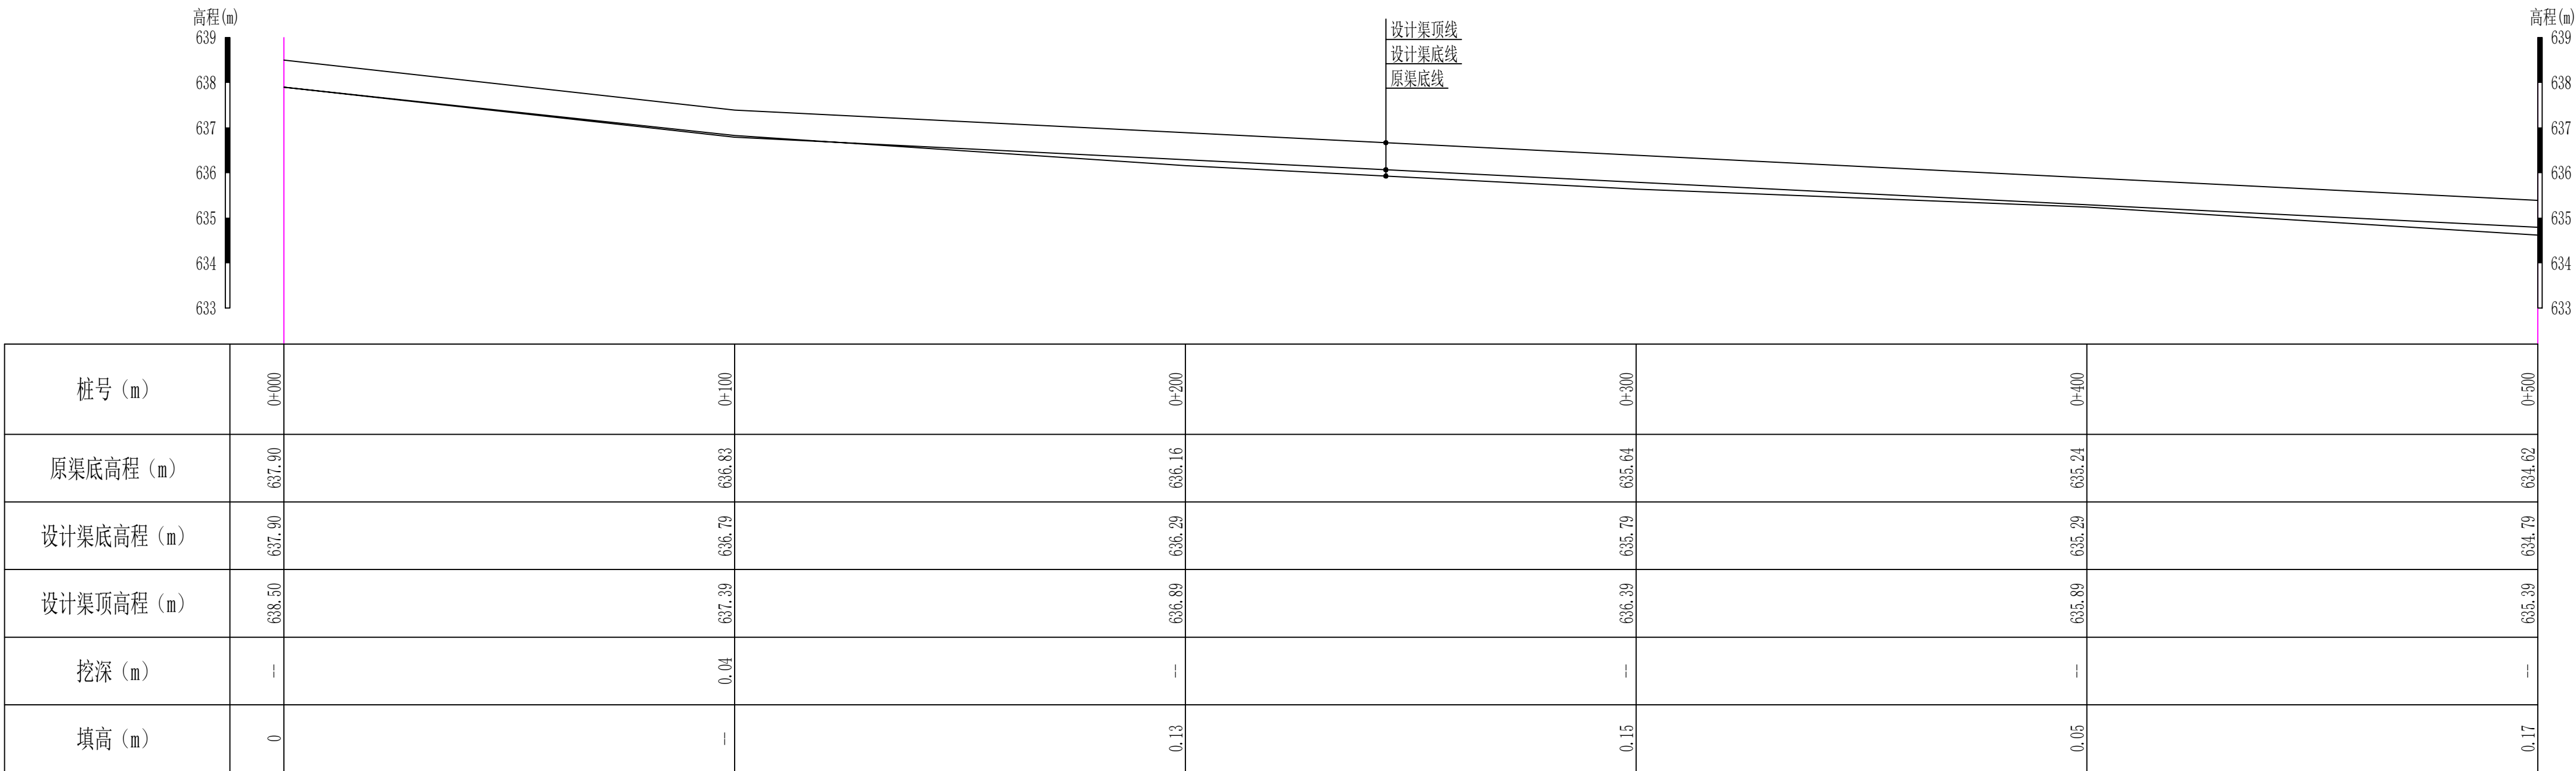 高程(m)
639
638
637
636
635
634
633
设计渠顶线
设计渠底线
原渠底线
高程(m)
639
638
637
636
635
634
633
桩号（m） 0+000 0+100 0+200 0+300 0+400 0+500
原渠底高程（m） 637.90 636.83 636.16 635.64 635.24 634.62
设计渠底高程（m） 637.90 636.79 636.29 635.79 635.29 634.79
设计渠顶高程（m） 638.50 637.39 636.89 636.39 635.89 635.39
挖深（m） -- 0.04 -- -- -- --
填高（m） 0 -- 0.13 0.15 0.05 0.17